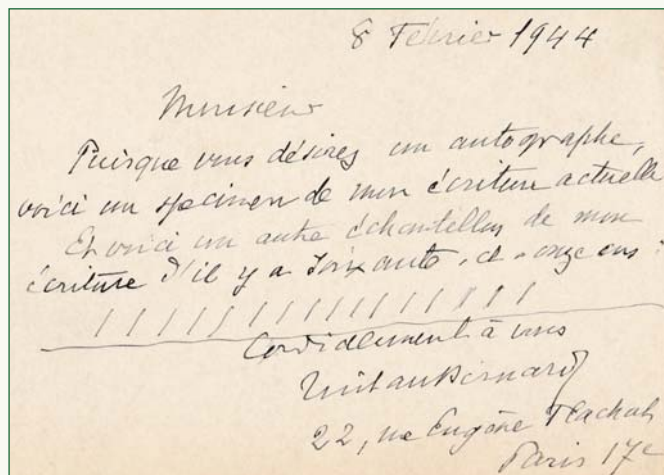 8 Février 1944
Monsieur
Puisque vous désirez un autographe,
voici un specimen de mon écriture actuelle
Et voici un autre échantillon de mon
écriture d'il y a soixante-et-onze ans :
Cordialement à vous
Tristan Bernard
22, rue Eugène Flachat
Paris 17e